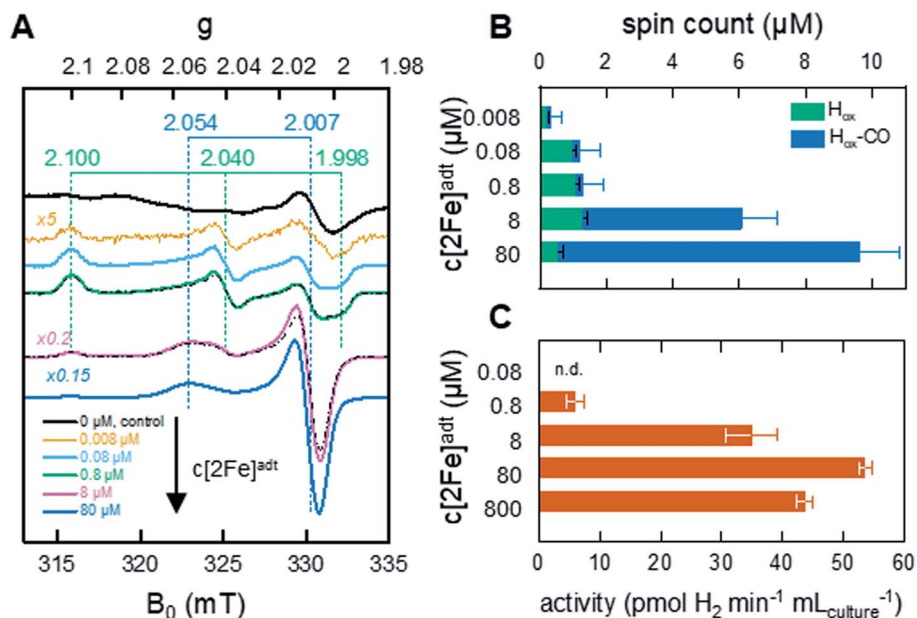 A
g
2.1 2.08 2.06 2.04 2.02 2 1.98
2.054 2.007
2.100 2.040 1.998
x5
x0.2
x0.15
0 µM, control
0.008 µM
0.08 µM
0.8 µM
8 µM
80 µM
c[2Fe]ᵃᵈᵗ
315 320 325 330 335
B₀ (mT)
B
spin count (µM)
0 2 4 6 8 10
c[2Fe]ᵃᵈᵗ (µM)
0.008
0.08
0.8
8
80
Hₒₓ
Hₒₓ-CO
C
c[2Fe]ᵃᵈᵗ (µM)
0.08
0.8
8
80
800
n.d.
0 10 20 30 40 50 60
activity (pmol H₂ min⁻¹ mL_culture⁻¹)